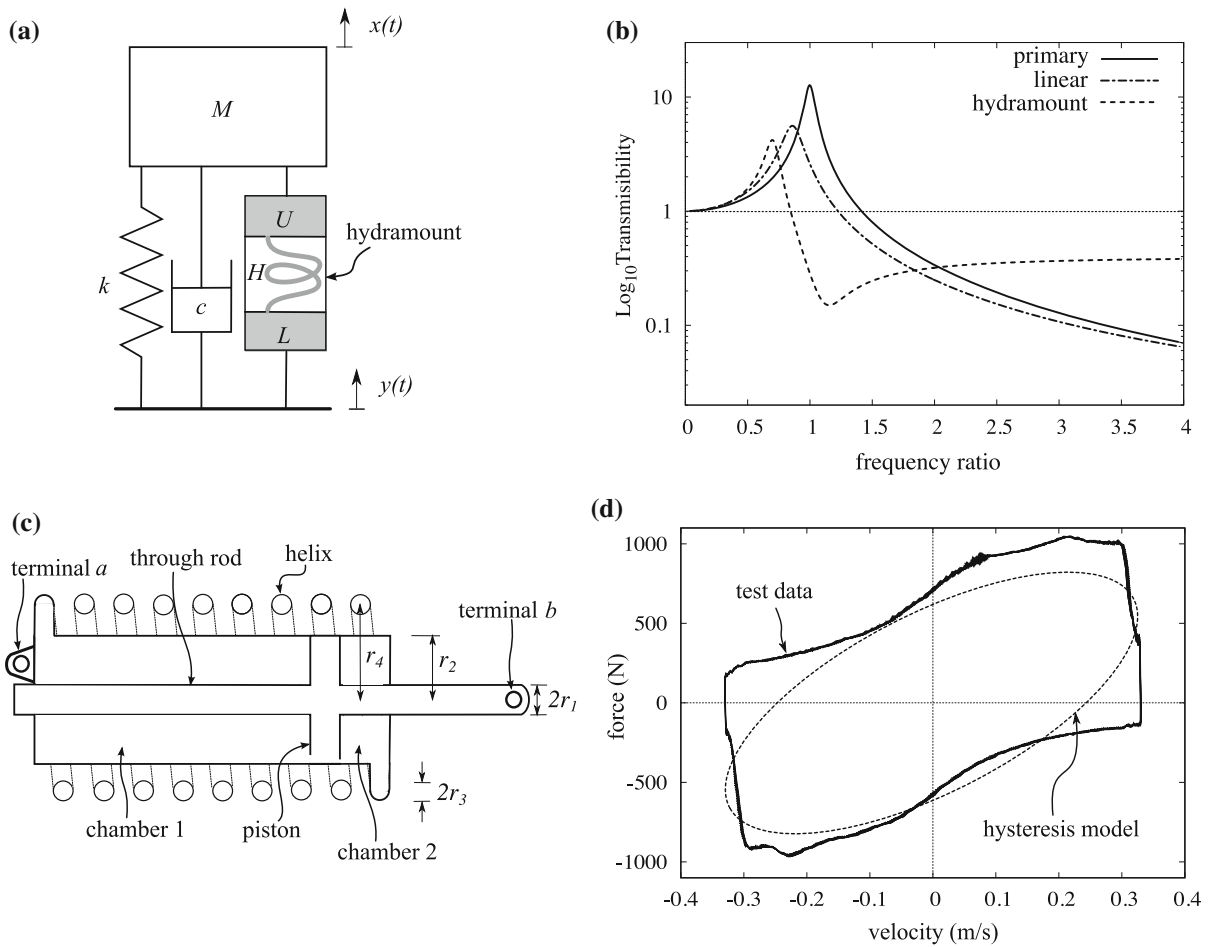 (a)
x(t)
M
U
hydramount
H
k
c
L
y(t)
(b)
primary
linear
hydramount
10
1
0.1
Log10Transmisibility
0 0.5 1 1.5 2 2.5 3 3.5 4
frequency ratio
(c)
through rod
helix
terminal a
terminal b
r4
r2
2r1
2r3
chamber 1
piston
chamber 2
(d)
1000
500
0
-500
-1000
force (N)
test data
hysteresis model
-0.4 -0.3 -0.2 -0.1 0 0.1 0.2 0.3 0.4
velocity (m/s)